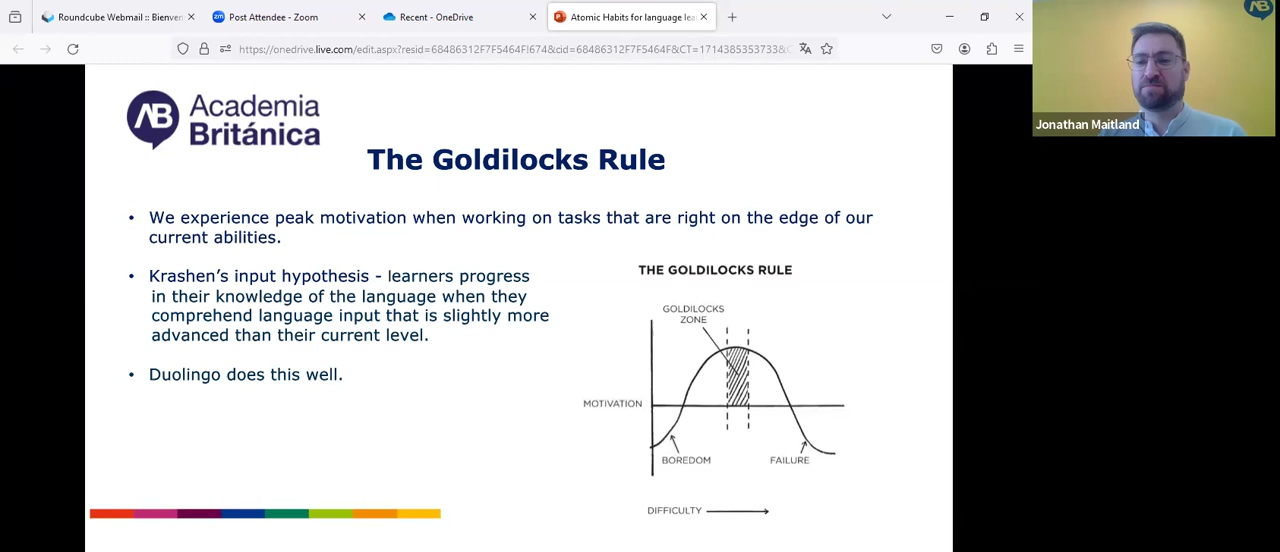 Roundcube Webmail :: Bienven
Post Attendee - Zoom
Recent - OneDrive
Atomic Habits for language lea
https://onedrive.live.com/edit.aspx?resid=68486312F7F5464F!674&cid=68486312F7F5464F&CT=1714385353733&
AB
Jonathan Maitland
AB Academia
Británica
The Goldilocks Rule
• We experience peak motivation when working on tasks that are right on the edge of our
current abilities.
• Krashen's input hypothesis - learners progress
in their knowledge of the language when they
comprehend language input that is slightly more
advanced than their current level.
• Duolingo does this well.
THE GOLDILOCKS RULE
GOLDILOCKS
ZONE
MOTIVATION
BOREDOM
FAILURE
DIFFICULTY